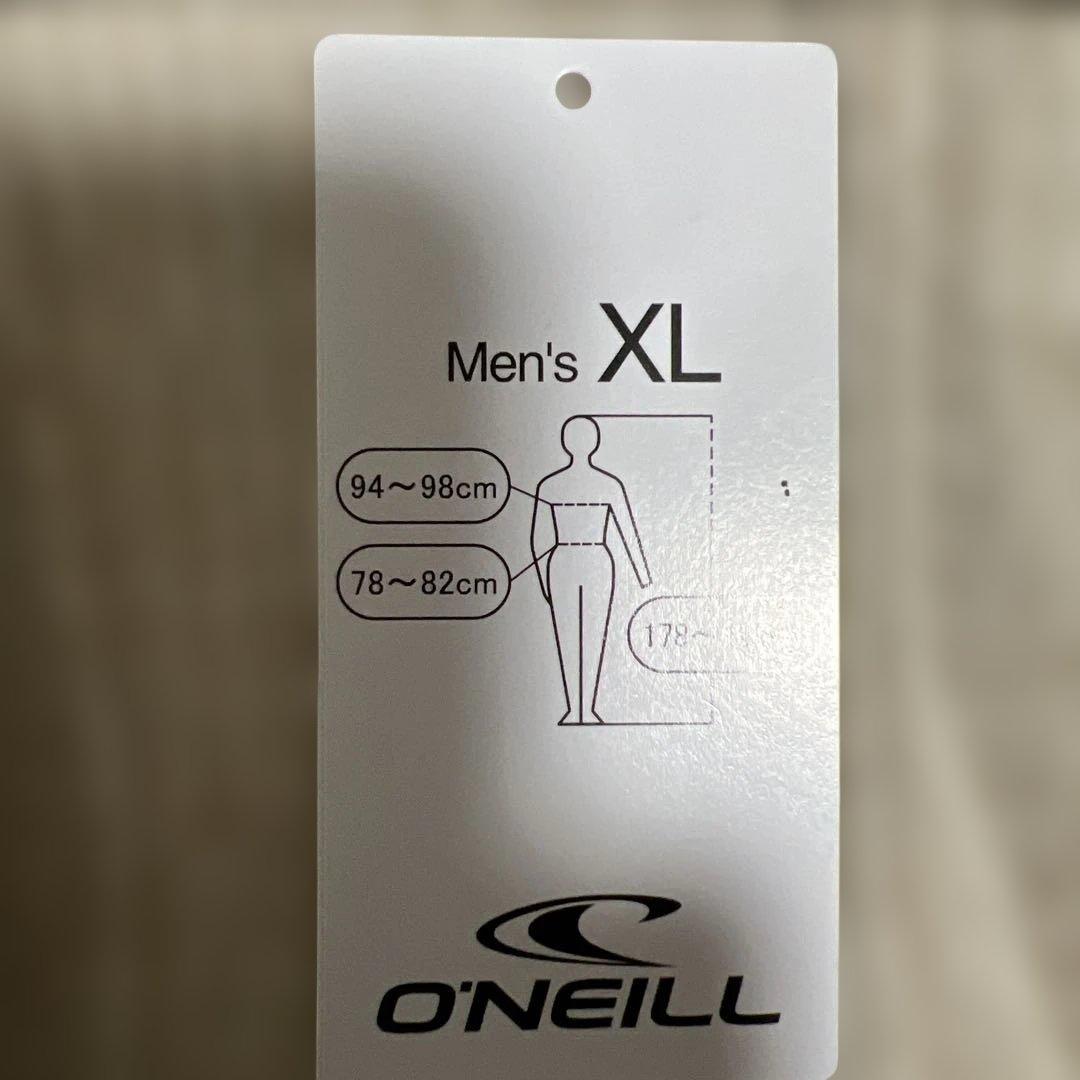 Men's XL
94～98cm
78～82cm
178～
O'NEILL